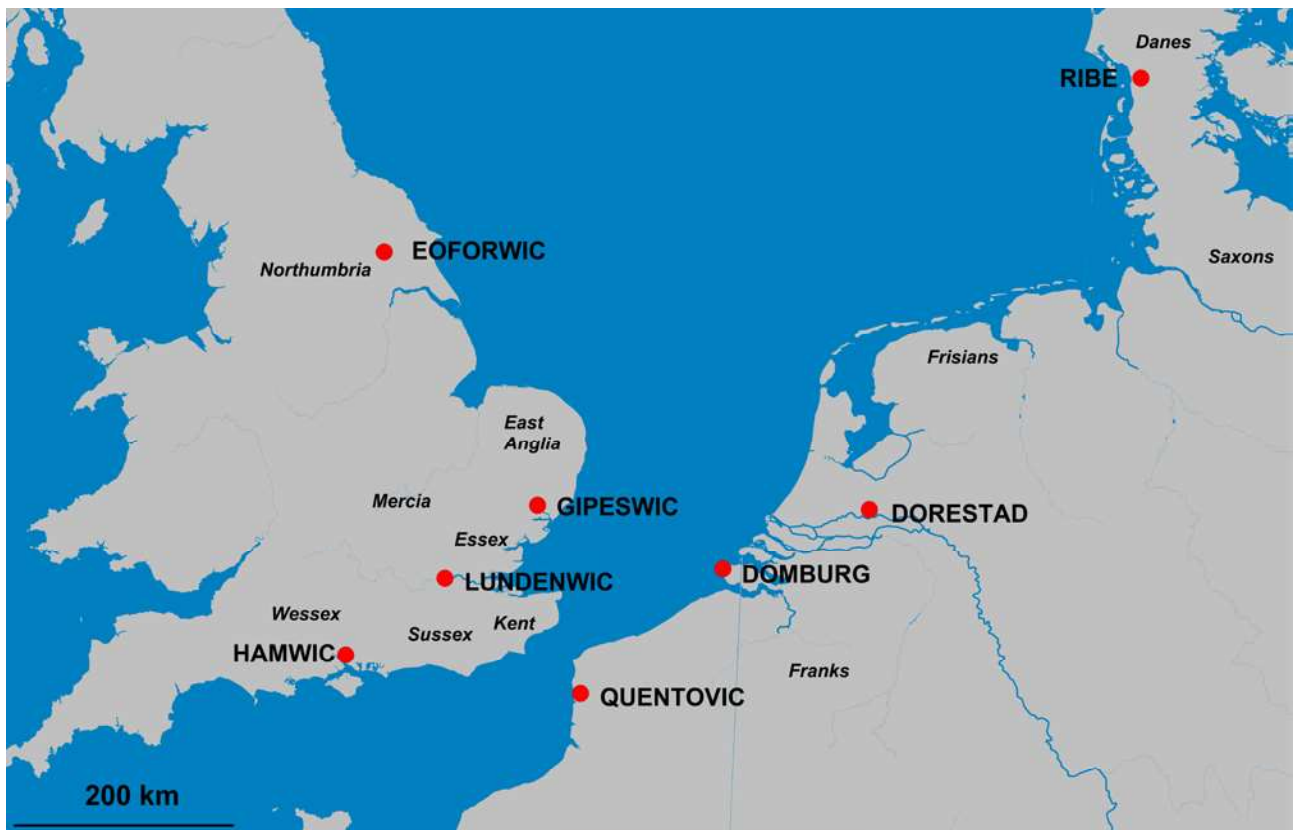 Danes
RIBE
EOFORWIC
Northumbria
Saxons
Frisians
East
Anglia
Mercia
GIPESWIC
DORESTAD
Essex
LUNDENWIC
DOMBURG
Wessex
Kent
Sussex
HAMWIC
Franks
QUENTOVIC
200 km